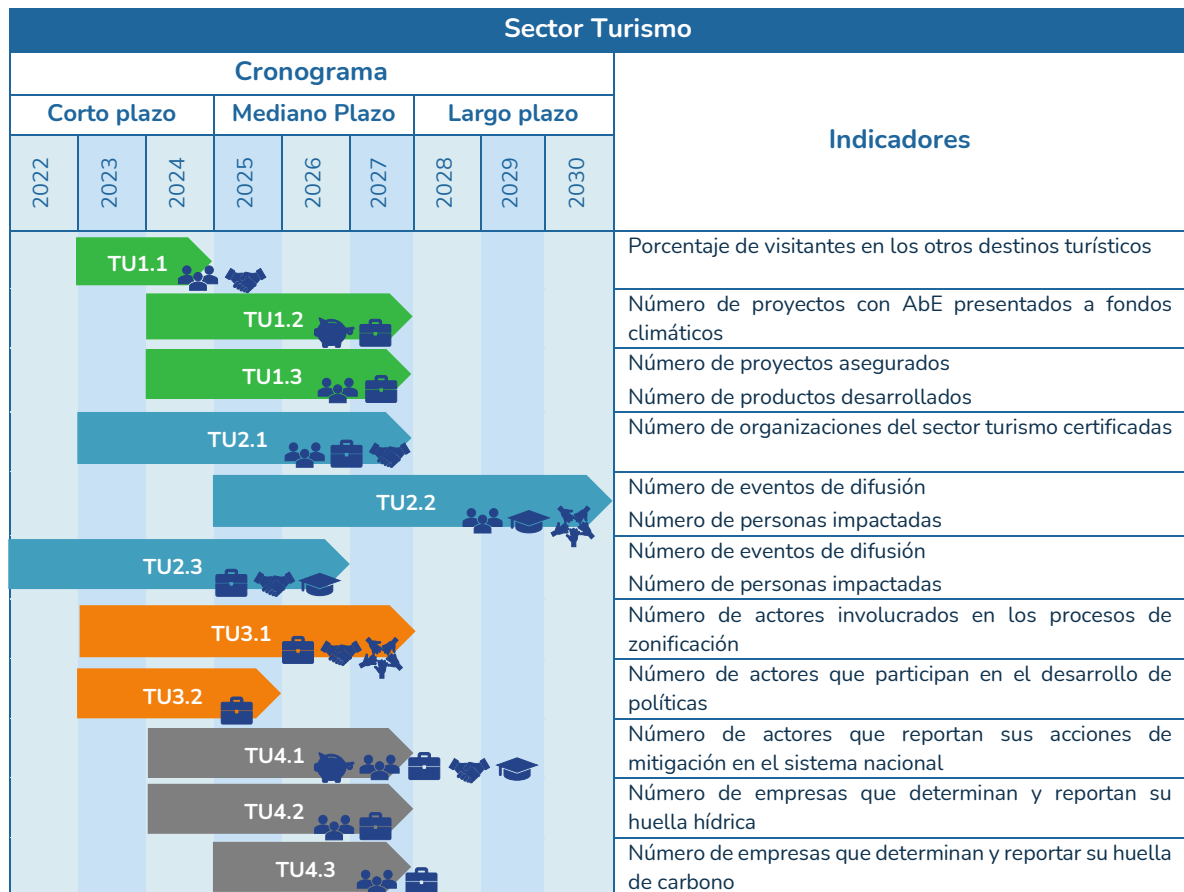 Sector Turismo
Cronograma
Indicadores
Corto plazo
Mediano Plazo
Largo plazo
2022
2023
2024
2025
2026
2027
2028
2029
2030
TU1.1
Porcentaje de visitantes en los otros destinos turísticos
TU1.2
Número de proyectos con AbE presentados a fondos
climáticos
TU1.3
Número de proyectos asegurados
Número de productos desarrollados
TU2.1
Número de organizaciones del sector turismo certificadas
TU2.2
Número de eventos de difusión
Número de personas impactadas
TU2.3
Número de eventos de difusión
Número de personas impactadas
TU3.1
Número de actores involucrados en los procesos de
zonificación
TU3.2
Número de actores que participan en el desarrollo de
políticas
TU4.1
Número de actores que reportan sus acciones de
mitigación en el sistema nacional
TU4.2
Número de empresas que determinan y reportan su
huella hídrica
TU4.3
Número de empresas que determinan y reportar su huella
de carbono